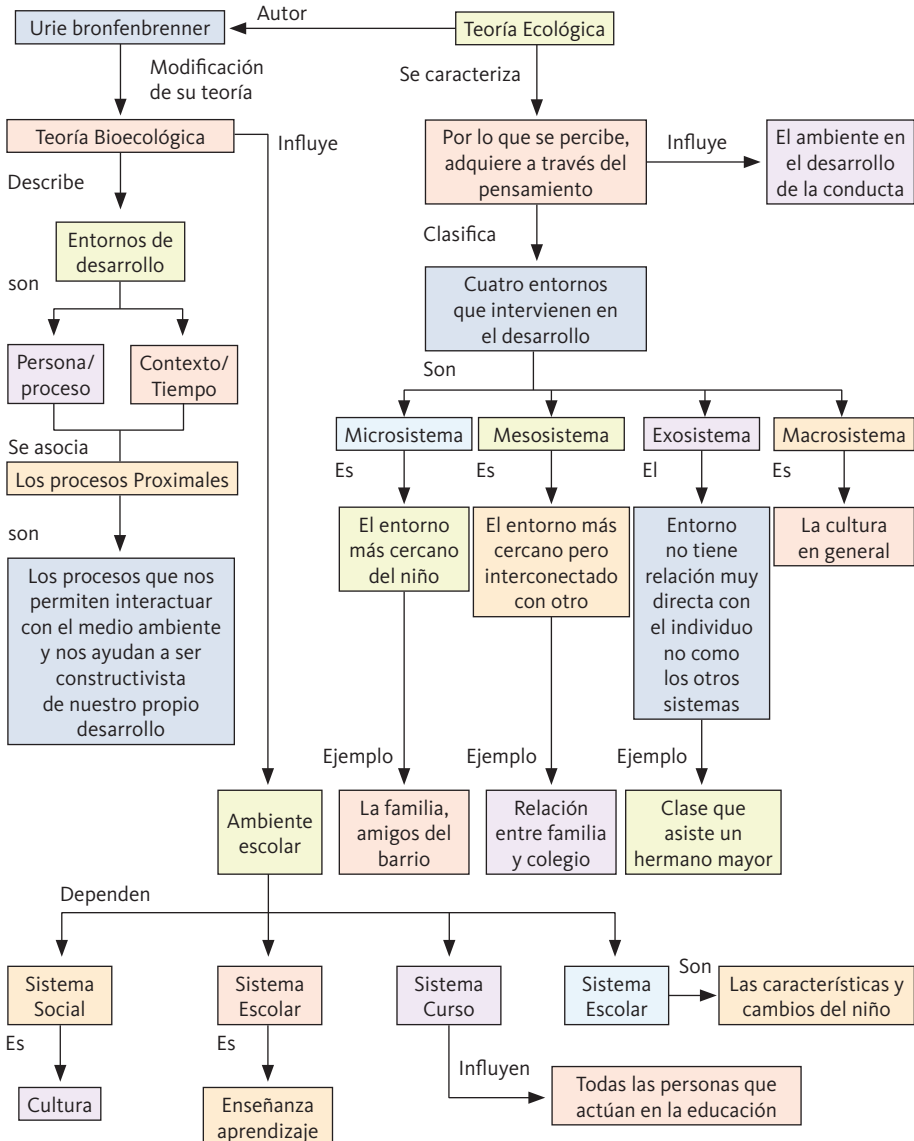 Urie bronfenbrenner
Autor
Teoría Ecológica
Modificación
de su teoría
Se caracteriza
Teoría Bioecológica
Influye
Por lo que se percibe,
adquiere a través del
pensamiento
Influye
El ambiente en
el desarrollo
de la conducta
Describe
Clasifica
Entornos de
desarrollo
Cuatro entornos
que intervienen en
el desarrollo
son
Persona/
proceso
Contexto/
Tiempo
Son
Microsistema
Mesosistema
Exosistema
Macrosistema
Se asocia
Los procesos Proximales
Es
Es
El
Es
son
El entorno
más cercano
del niño
El entorno más
cercano pero
interconectado
con otro
Entorno
no tiene
relación muy
directa con
el individuo
no como
los otros
sistemas
La cultura
en general
Los procesos que nos
permiten interactuar
con el medio ambiente
y nos ayudan a ser
constructivista
de nuestro propio
desarrollo
Ejemplo
Ejemplo
Ejemplo
Ambiente
escolar
La familia,
amigos del
barrio
Relación
entre familia
y colegio
Clase que
asiste un
hermano mayor
Dependen
Sistema
Social
Sistema
Escolar
Sistema
Curso
Sistema
Escolar
Son
Las características y
cambios del niño
Es
Es
Influyen
Cultura
Enseñanza
aprendizaje
Todas las personas que
actúan en la educación